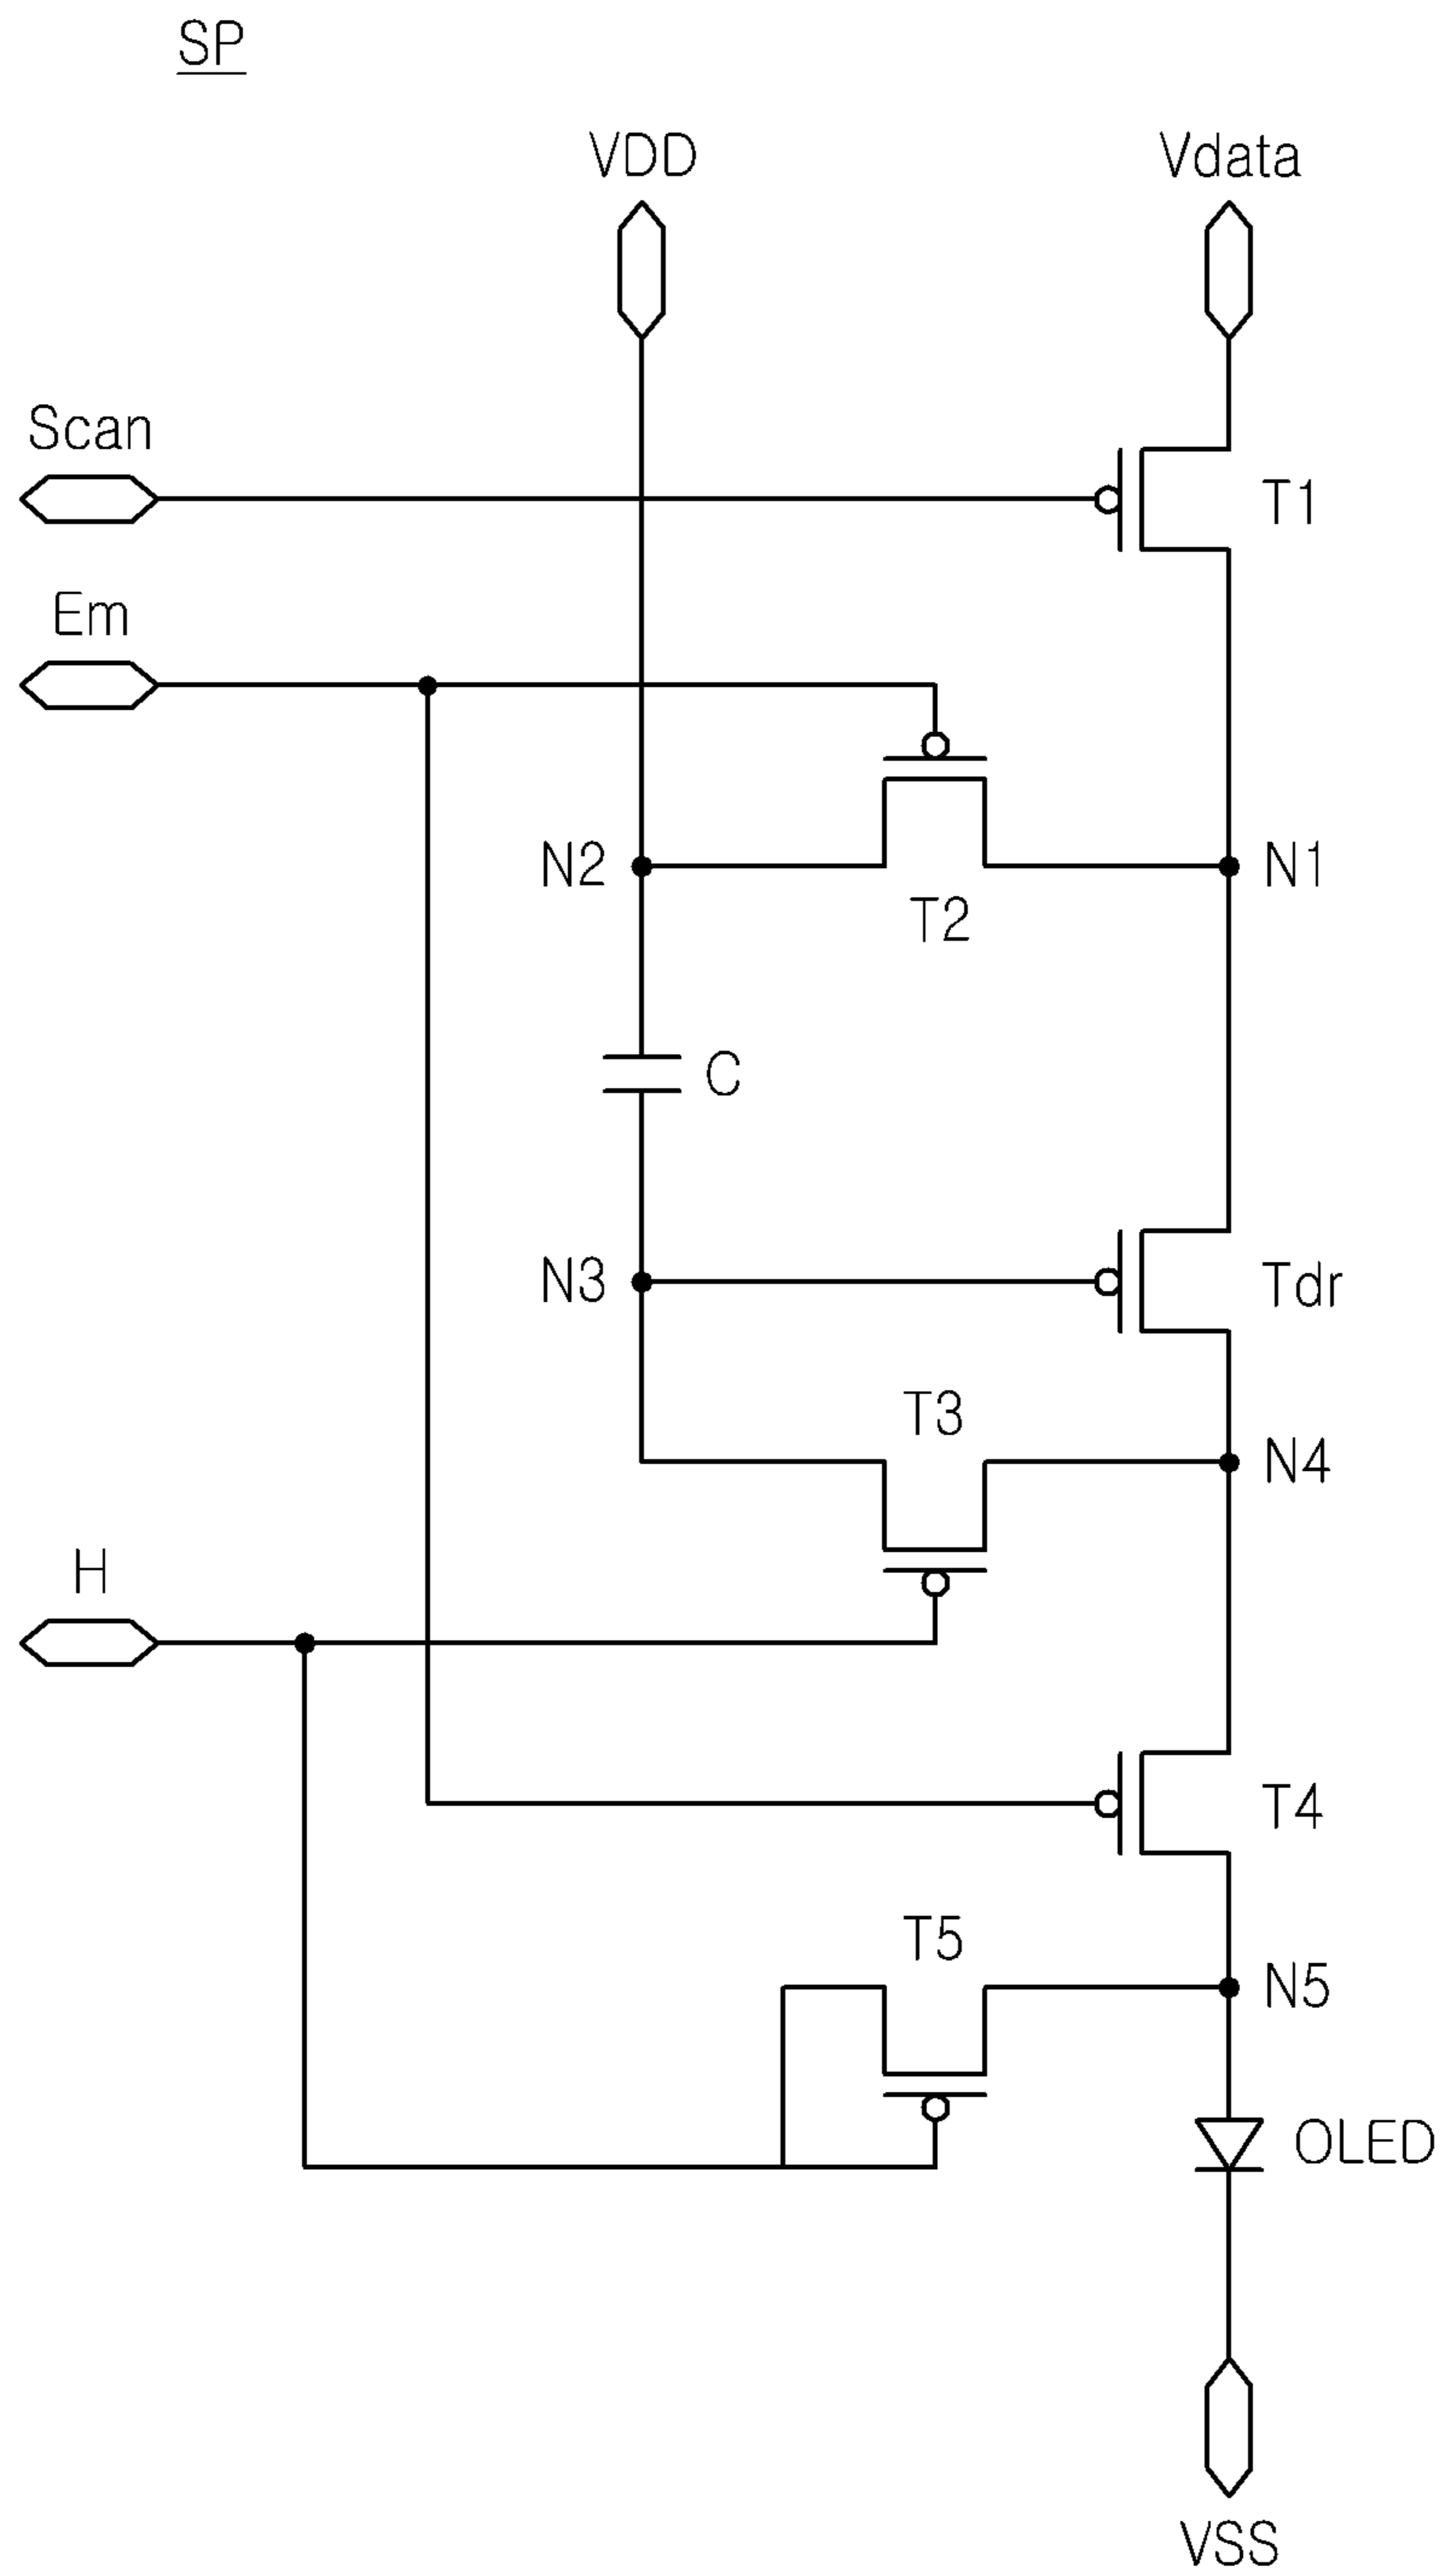 SP
VDD
Vdata
Scan
T1
Em
N2
N1
T2
C
N3
Tdr
T3
N4
H
T4
T5
N5
OLED
VSS